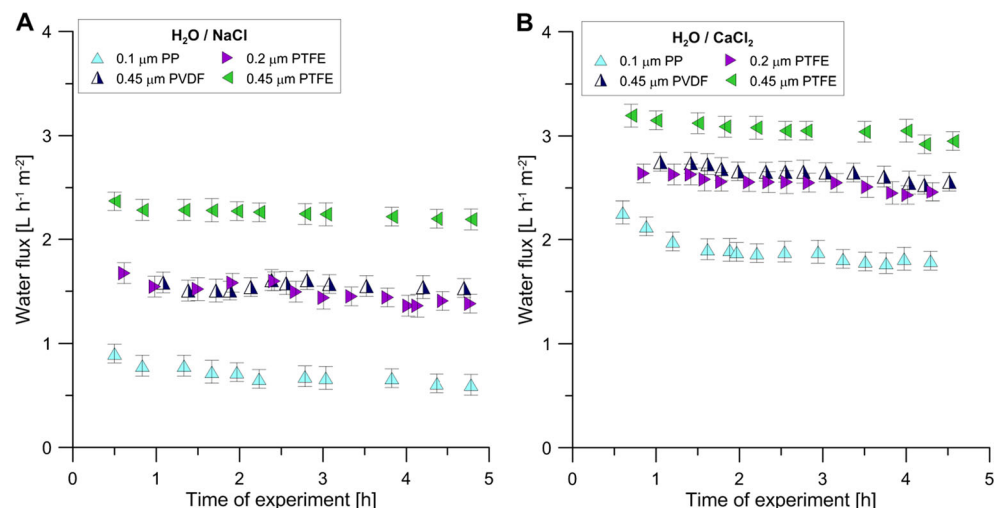 A
H₂O / NaCl
0.1 μm PP
0.2 μm PTFE
0.45 μm PVDF
0.45 μm PTFE
Water flux [L h⁻¹ m⁻²]
4
3
2
1
0
0 1 2 3 4 5
Time of experiment [h]
B
H₂O / CaCl₂
0.1 μm PP
0.2 μm PTFE
0.45 μm PVDF
0.45 μm PTFE
Water flux [L h⁻¹ m⁻²]
4
3
2
1
0
0 1 2 3 4 5
Time of experiment [h]